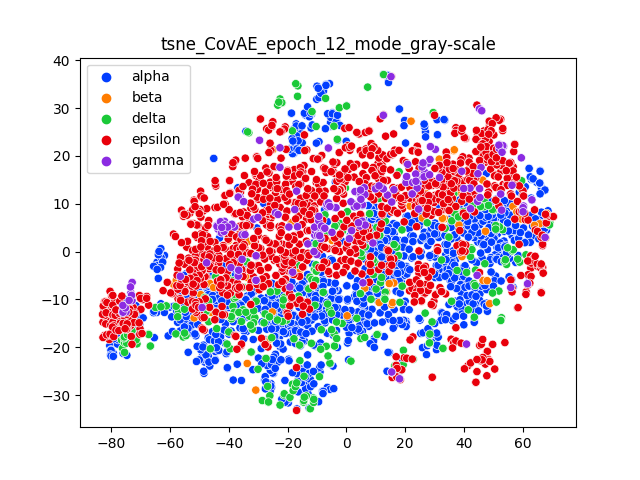 tsne_CovAE_epoch_12_mode_gray-scale
alpha
beta
delta
epsilon
gamma
40
30
20
10
0
−10
−20
−30
−80 −60 −40 −20 0 20 40 60